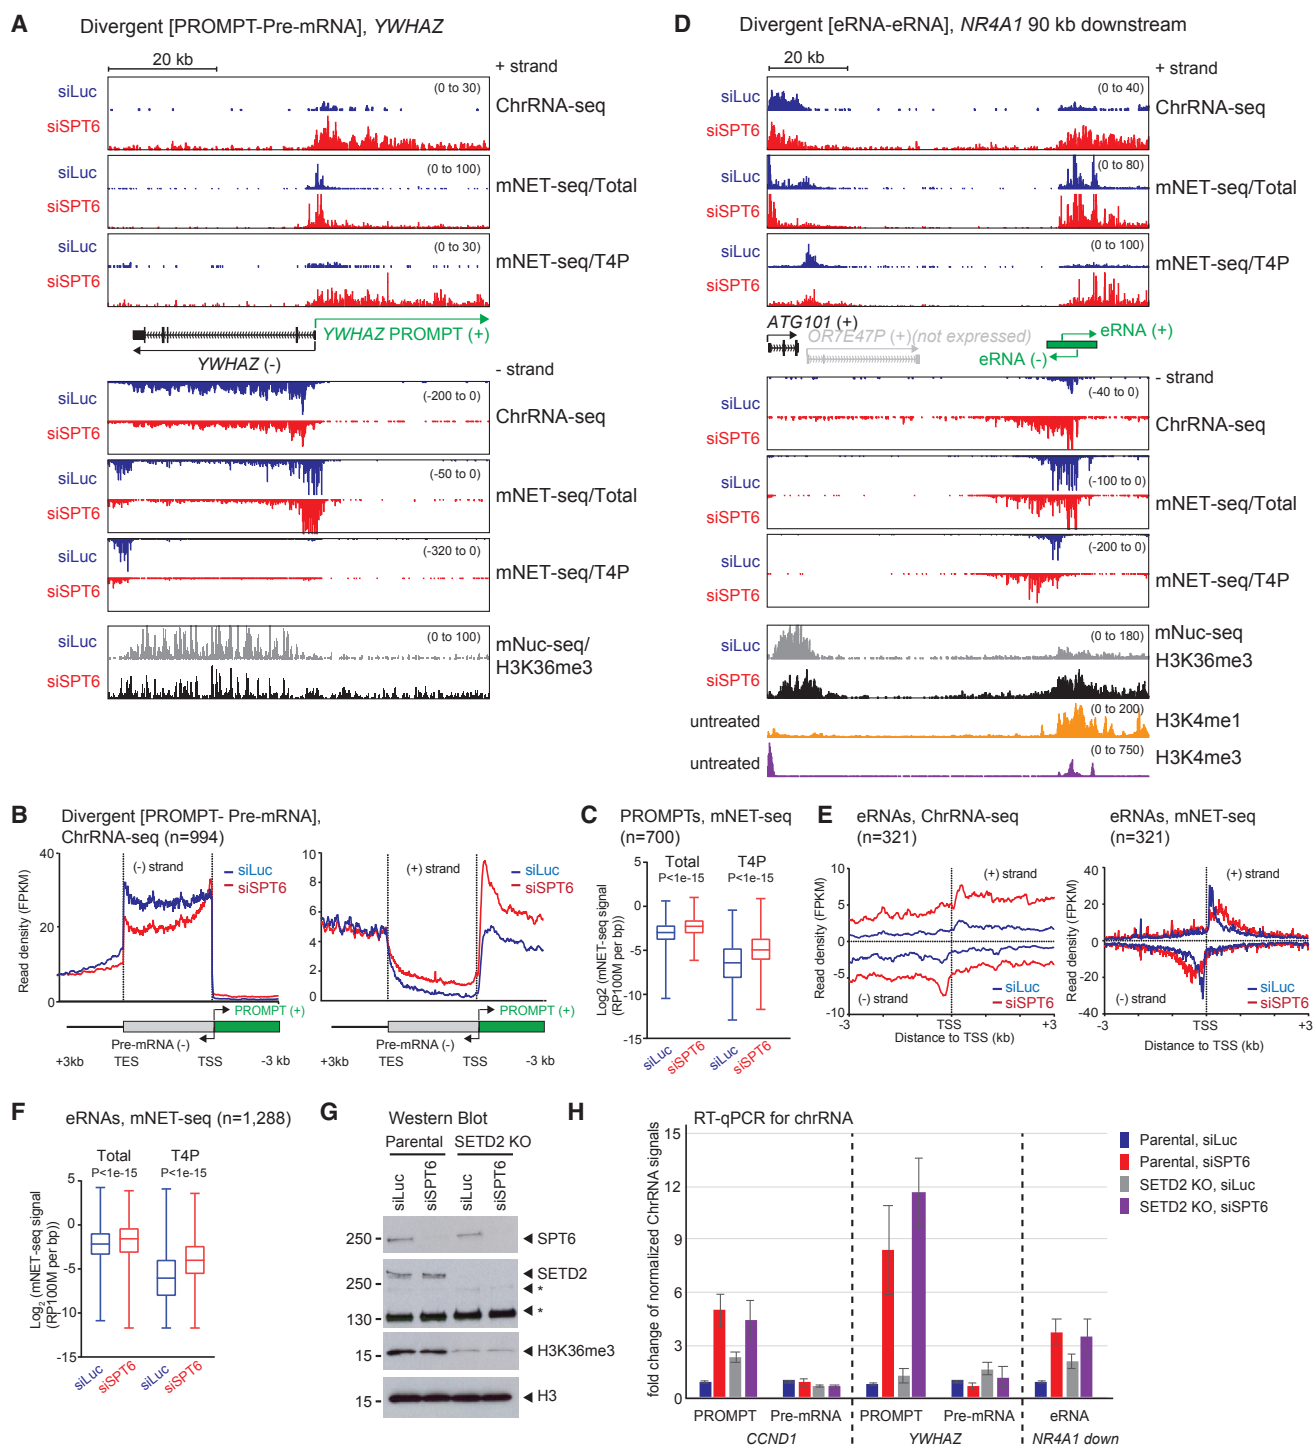 A Divergent [PROMPT-Pre-mRNA], YWHAZ
20 kb
+ strand
siLuc
siSPT6
(0 to 30)
ChrRNA-seq
siLuc
siSPT6
(0 to 100)
mNET-seq/Total
siLuc
siSPT6
(0 to 30)
mNET-seq/T4P
YWHAZ PROMPT (+)
YWHAZ (-)
- strand
siLuc
siSPT6
(-200 to 0)
ChrRNA-seq
siLuc
siSPT6
(-50 to 0)
mNET-seq/Total
siLuc
siSPT6
(-320 to 0)
mNET-seq/T4P
siLuc
siSPT6
(0 to 100)
mNuc-seq/
H3K36me3
D Divergent [eRNA-eRNA], NR4A1 90 kb downstream
20 kb
+ strand
siLuc
siSPT6
(0 to 40)
ChrRNA-seq
siLuc
siSPT6
(0 to 80)
mNET-seq/Total
siLuc
siSPT6
(0 to 100)
mNET-seq/T4P
ATG101 (+)
OR7E47P (+)(not expressed)
eRNA (+)
eRNA (-)
- strand
siLuc
siSPT6
(-40 to 0)
ChrRNA-seq
siLuc
siSPT6
(-100 to 0)
mNET-seq/Total
siLuc
siSPT6
(-200 to 0)
mNET-seq/T4P
siLuc
siSPT6
(0 to 180)
mNuc-seq
H3K36me3
untreated
(0 to 200)
H3K4me1
untreated
(0 to 750)
H3K4me3
B Divergent [PROMPT- Pre-mRNA],
ChrRNA-seq (n=994)
Read density (FPKM)
40
20
0
(-) strand
siLuc
siSPT6
PROMPT (+)
Pre-mRNA (-)
+3kb TES TSS -3 kb
10
8
6
4
2
0
(+) strand
siLuc
siSPT6
PROMPT (+)
Pre-mRNA (-)
+3kb TES TSS -3 kb
C PROMPTs, mNET-seq
(n=700)
Total T4P
P<1e-15 P<1e-15
Log2 (mNET-seq signal
(RP100M per bp))
5
0
-5
-10
-15
siLuc siSPT6 siLuc siSPT6
E eRNAs, ChrRNA-seq
(n=321)
Read density (FPKM)
10
5
0
-5
-10
(+) strand
(-) strand
siLuc
siSPT6
-3 TSS +3
Distance to TSS (kb)
eRNAs, mNET-seq
(n=321)
Read density (FPKM)
40
20
0
-20
-40
(+) strand
(-) strand
siLuc
siSPT6
-3 TSS +3
Distance to TSS (kb)
F eRNAs, mNET-seq (n=1,288)
Total T4P
P<1e-15 P<1e-15
Log2 (mNET-seq signal
(RP100M per bp))
5
-0
-5
-10
-15
siLuc siSPT6 siLuc siSPT6
G Western Blot
Parental SETD2 KO
siLuc siSPT6 siLuc siSPT6
250 SPT6
SETD2
250 *
130 *
15 H3K36me3
15 H3
H RT-qPCR for chrRNA
fold change of normalized ChrRNA signals
15
12
9
6
3
0
Parental, siLuc
Parental, siSPT6
SETD2 KO, siLuc
SETD2 KO, siSPT6
PROMPT Pre-mRNA PROMPT Pre-mRNA eRNA
CCND1 YWHAZ NR4A1 down